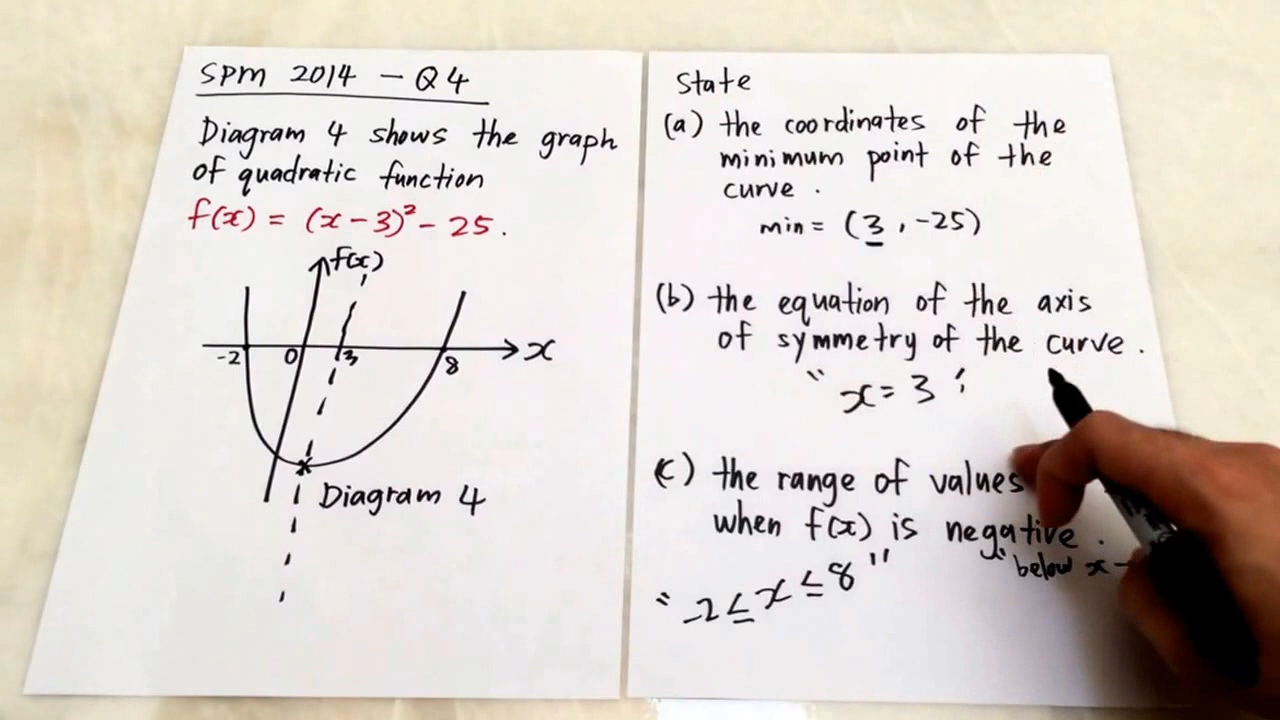 SPM 2014 – Q4
Diagram 4 shows the graph
of quadratic function
f(x) = (x – 3)² – 25.
f(x)
-2 0 3 8 x
Diagram 4
State
(a) the coordinates of the
minimum point of the
curve.
min = (3, -25)
(b) the equation of the axis
of symmetry of the curve.
" x = 3 "
(c) the range of values
when f(x) is negative.
"below x –
" -2 ≤ x ≤ 8 "